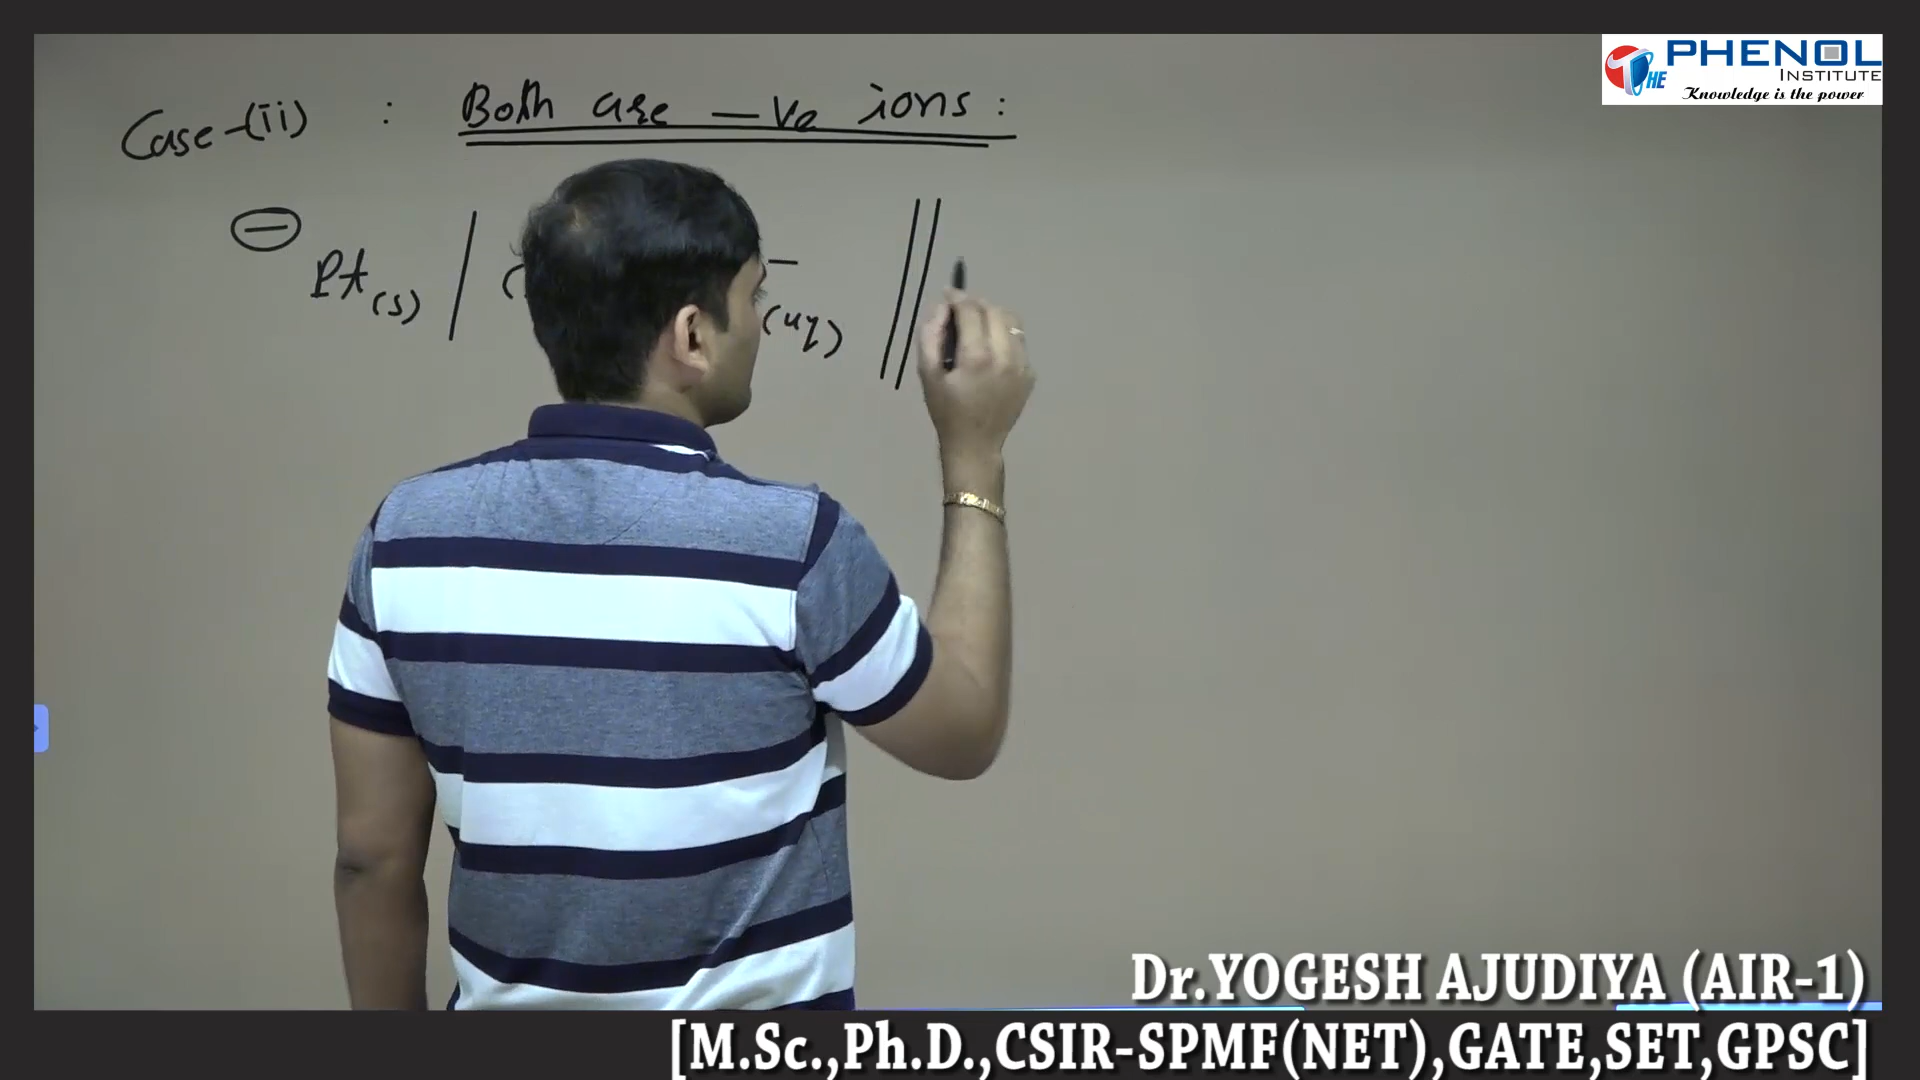 PHENOL
THE
INSTITUTE
Knowledge is the power
Case-(ii) : Both are -ve ions :
Pt(s) | (aq) ||
Dr.YOGESH AJUDIYA (AIR-1)
[M.Sc.,Ph.D.,CSIR-SPMF(NET),GATE,SET,GPSC]